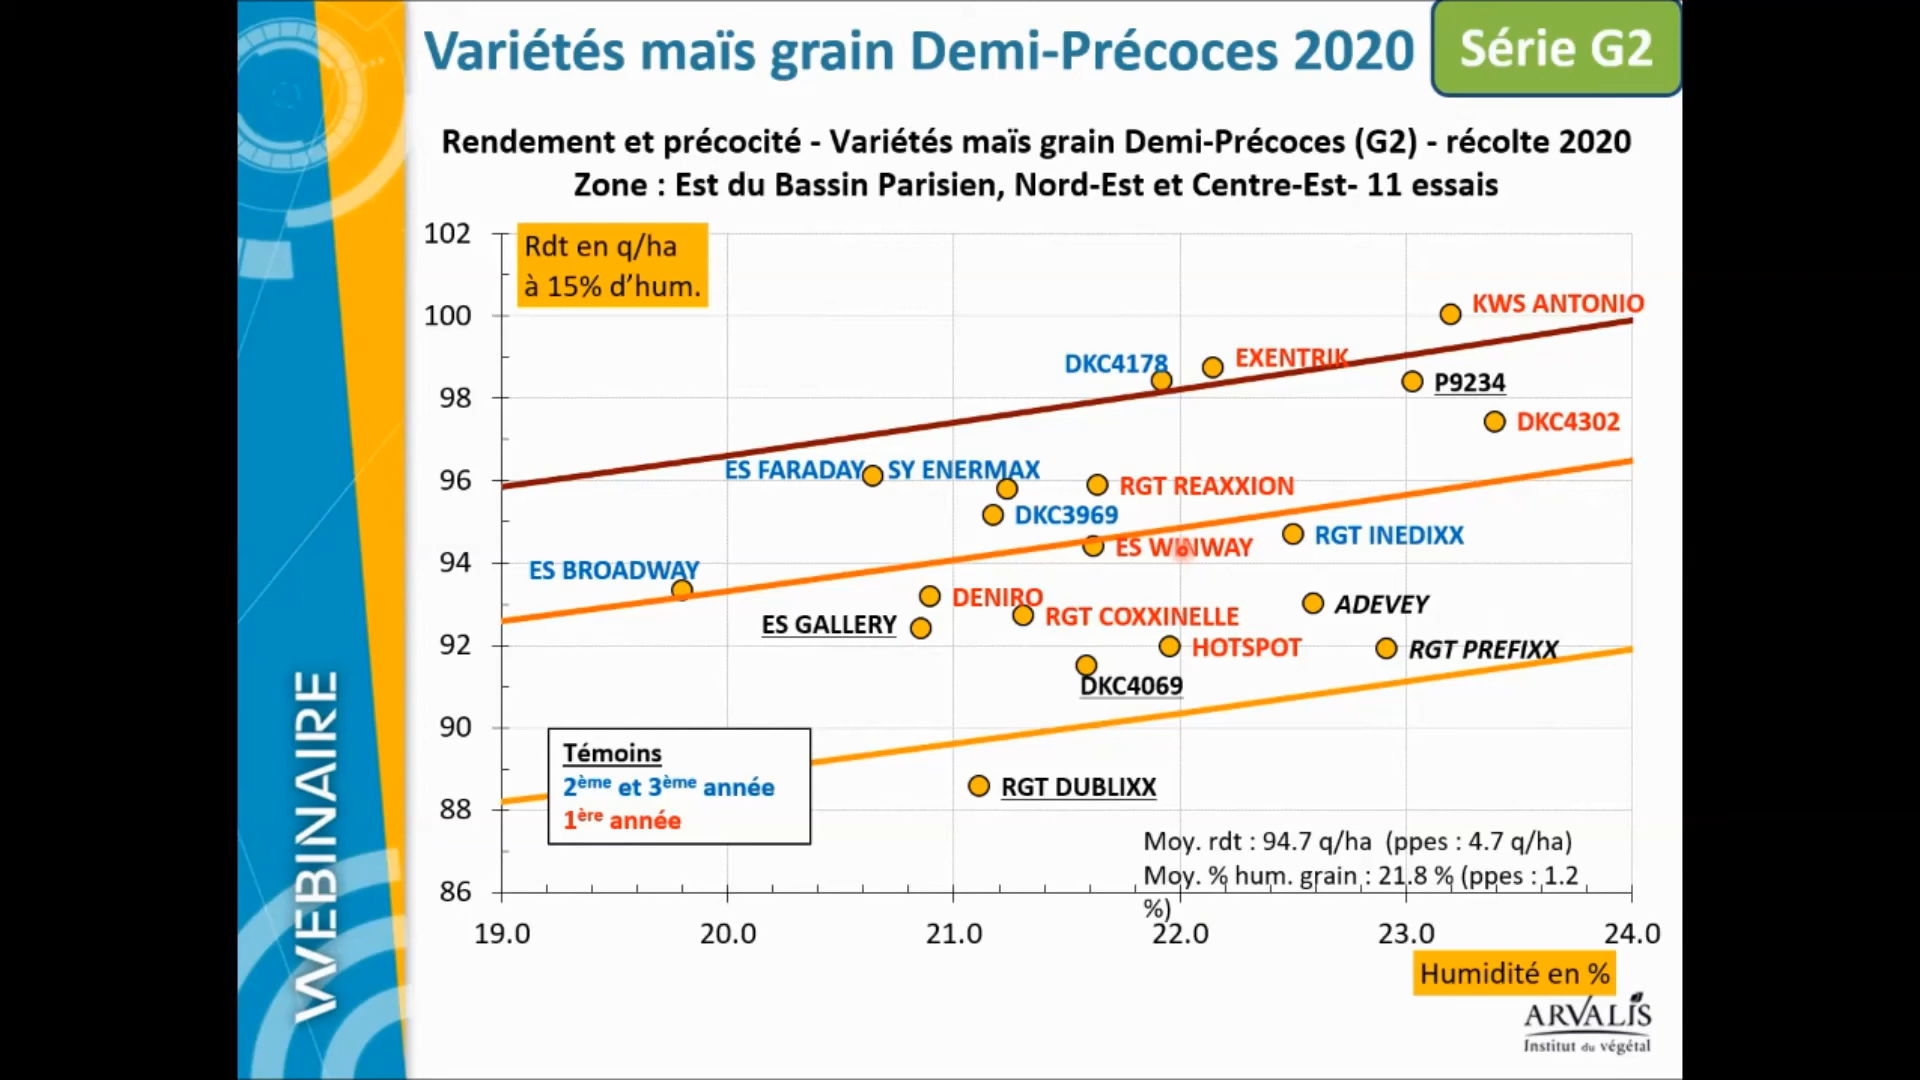 Variétés maïs grain Demi-Précoces 2020
Série G2
Rendement et précocité - Variétés maïs grain Demi-Précoces (G2) - récolte 2020
Zone : Est du Bassin Parisien, Nord-Est et Centre-Est- 11 essais
102
100
98
96
94
92
90
88
86
Rdt en q/ha
à 15% d’hum.
KWS ANTONIO
DKC4178
EXENTRIK
P9234
DKC4302
ES FARADAY
SY ENERMAX
RGT REAXXION
DKC3969
RGT INEDIXX
ES WINWAY
ES BROADWAY
DENIRO
ADEVEY
RGT COXXINELLE
ES GALLERY
HOTSPOT
RGT PREFIXX
DKC4069
RGT DUBLIXX
Témoins
2ème et 3ème année
1ère année
Moy. rdt : 94.7 q/ha (ppes : 4.7 q/ha)
Moy. % hum. grain : 21.8 % (ppes : 1.2
%)
19.0 20.0 21.0 22.0 23.0 24.0
Humidité en %
WEBINAIRE
ARVALIS
Institut du végétal